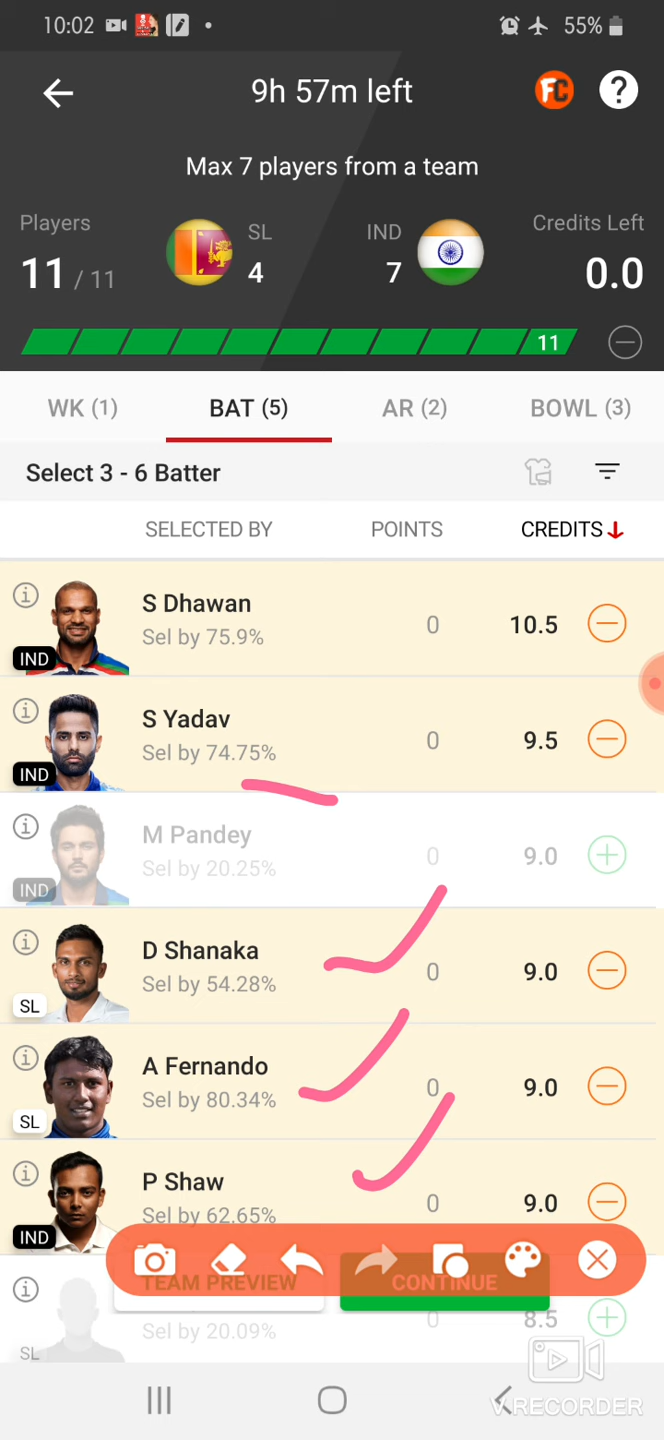 10:02
55%
9h 57m left
FC
?
Max 7 players from a team
Players
SL
IND
Credits Left
11 / 11
4
7
0.0
11
WK (1)
BAT (5)
AR (2)
BOWL (3)
Select 3 - 6 Batter
SELECTED BY
POINTS
CREDITS
S Dhawan
Sel by 75.9%
0
10.5
IND
S Yadav
Sel by 74.75%
0
9.5
IND
M Pandey
Sel by 20.25%
0
9.0
IND
D Shanaka
Sel by 54.28%
0
9.0
SL
A Fernando
Sel by 80.34%
0
9.0
SL
P Shaw
Sel by 62.65%
0
9.0
IND
TEAM PREVIEW
CONTINUE
Sel by 20.09%
0
8.5
SL
V.RECORDER